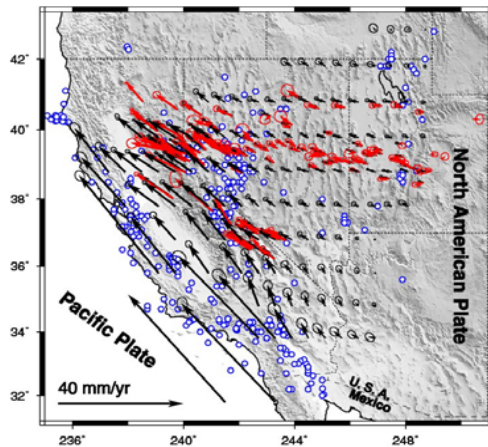 42°
40°
38°
36°
34°
32°
236°
240°
244°
248°
North American Plate
Pacific Plate
40 mm/yr
U. S. A.
Mexico